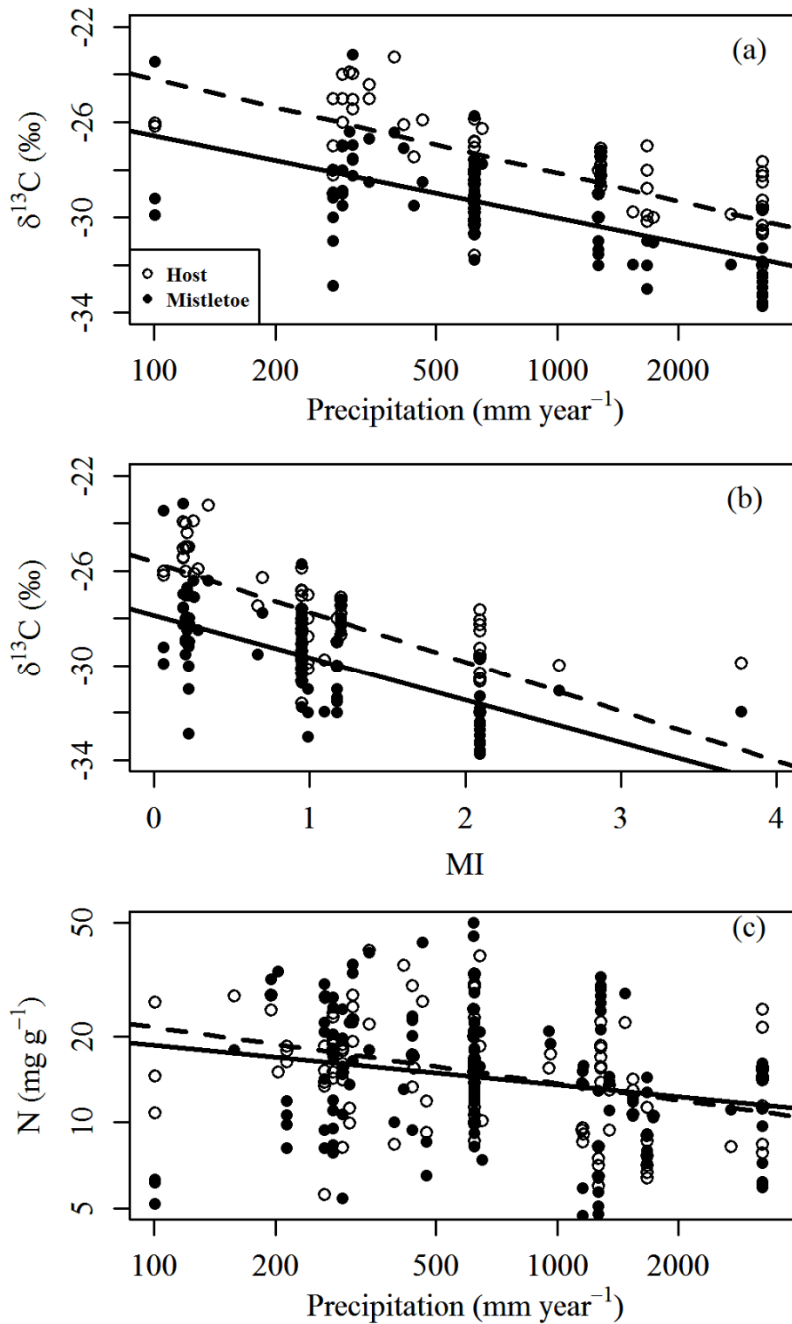 (a)
δ¹³C (‰)
-22
-26
-30
-34
Host
Mistletoe
100 200 500 1000 2000
Precipitation (mm year⁻¹)
(b)
δ¹³C (‰)
-22
-26
-30
-34
0 1 2 3 4
MI
(c)
N (mg g⁻¹)
50
20
10
5
100 200 500 1000 2000
Precipitation (mm year⁻¹)